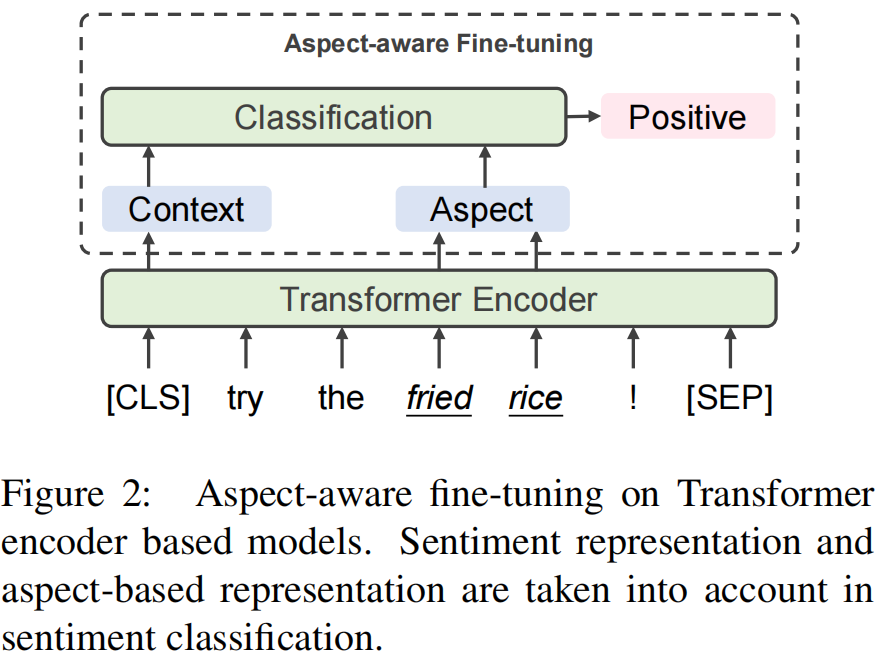 Aspect-aware Fine-tuning
Classification
Positive
Context
Aspect
Transformer Encoder
[CLS] try the fried rice ! [SEP]
Figure 2: Aspect-aware fine-tuning on Transformer
encoder based models. Sentiment representation and
aspect-based representation are taken into account in
sentiment classification.